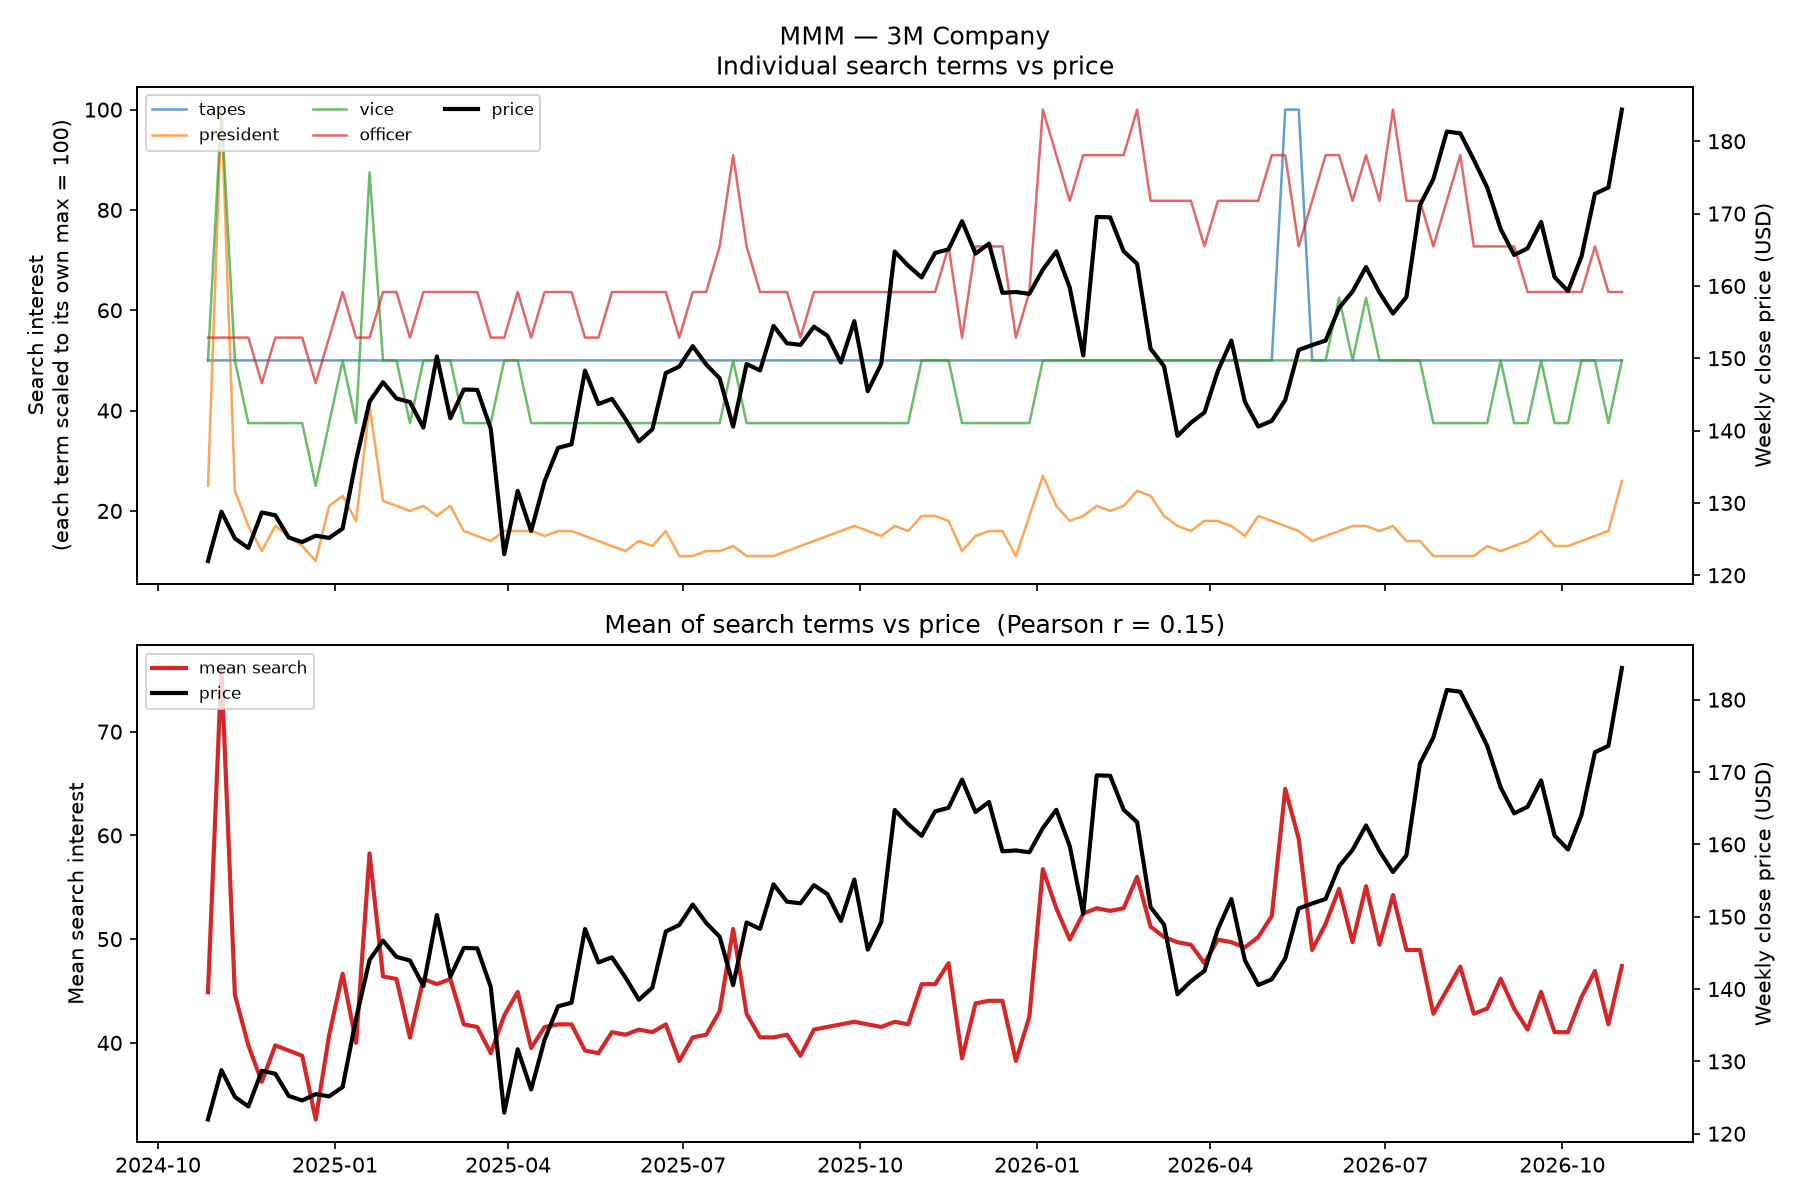 MMM — 3M Company
Individual search terms vs price
tapes
president
vice
officer
price
100
80
60
40
20
Search interest
(each term scaled to its own max = 100)
180
170
160
150
140
130
120
Weekly close price (USD)
Mean of search terms vs price  (Pearson r = 0.15)
mean search
price
70
60
50
40
Mean search interest
180
170
160
150
140
130
120
Weekly close price (USD)
2024-10
2025-01
2025-04
2025-07
2025-10
2026-01
2026-04
2026-07
2026-10